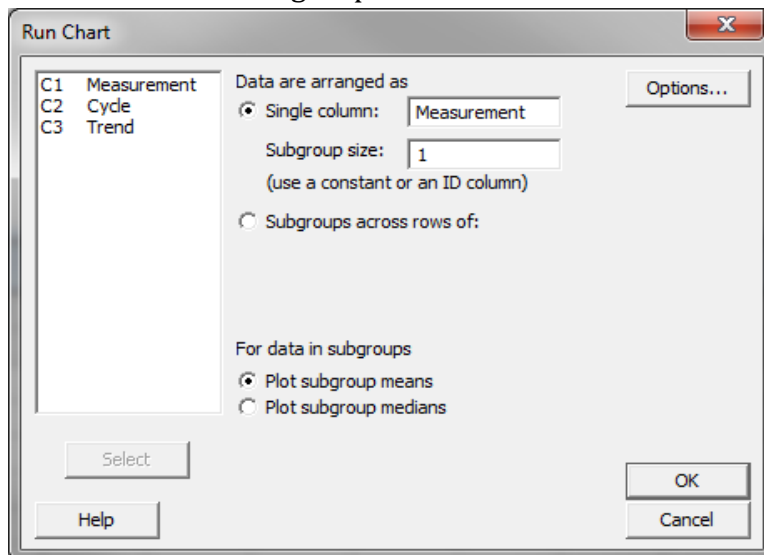 Run Chart
C1 Measurement
C2 Cycle
C3 Trend
Data are arranged as
Single column: Measurement
Subgroup size: 1
(use a constant or an ID column)
Subgroups across rows of:
For data in subgroups
Plot subgroup means
Plot subgroup medians
Options...
Select
Help
OK
Cancel